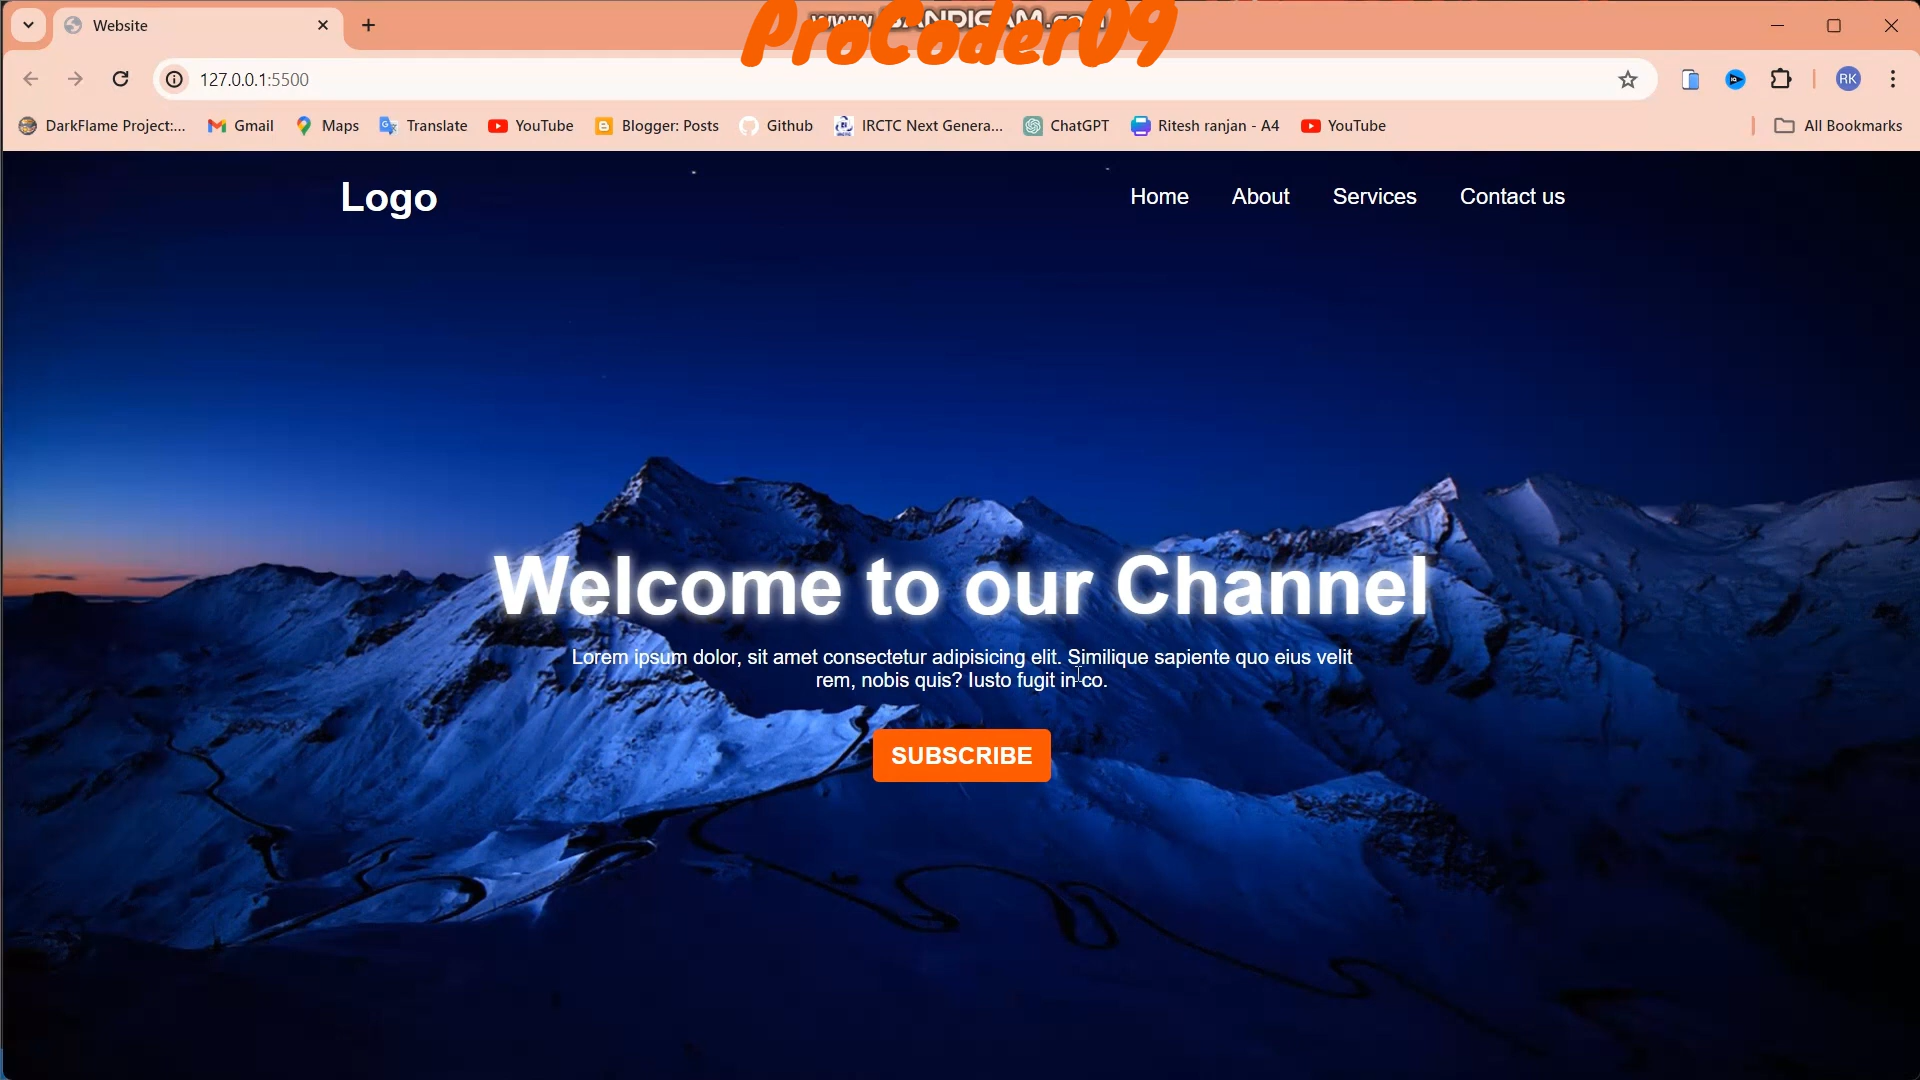 Website
www.BANDICAM.com
ProCoder09
127.0.0.1:5500
RK
DarkFlame Project:...
Gmail
Maps
Translate
YouTube
Blogger: Posts
Github
IRCTC Next Genera...
ChatGPT
Ritesh ranjan - A4
YouTube
All Bookmarks
Logo
Home
About
Services
Contact us
Welcome to our Channel
Lorem ipsum dolor, sit amet consectetur adipisicing elit. Similique sapiente quo eius velit
rem, nobis quis? Iusto fugit in co.
SUBSCRIBE